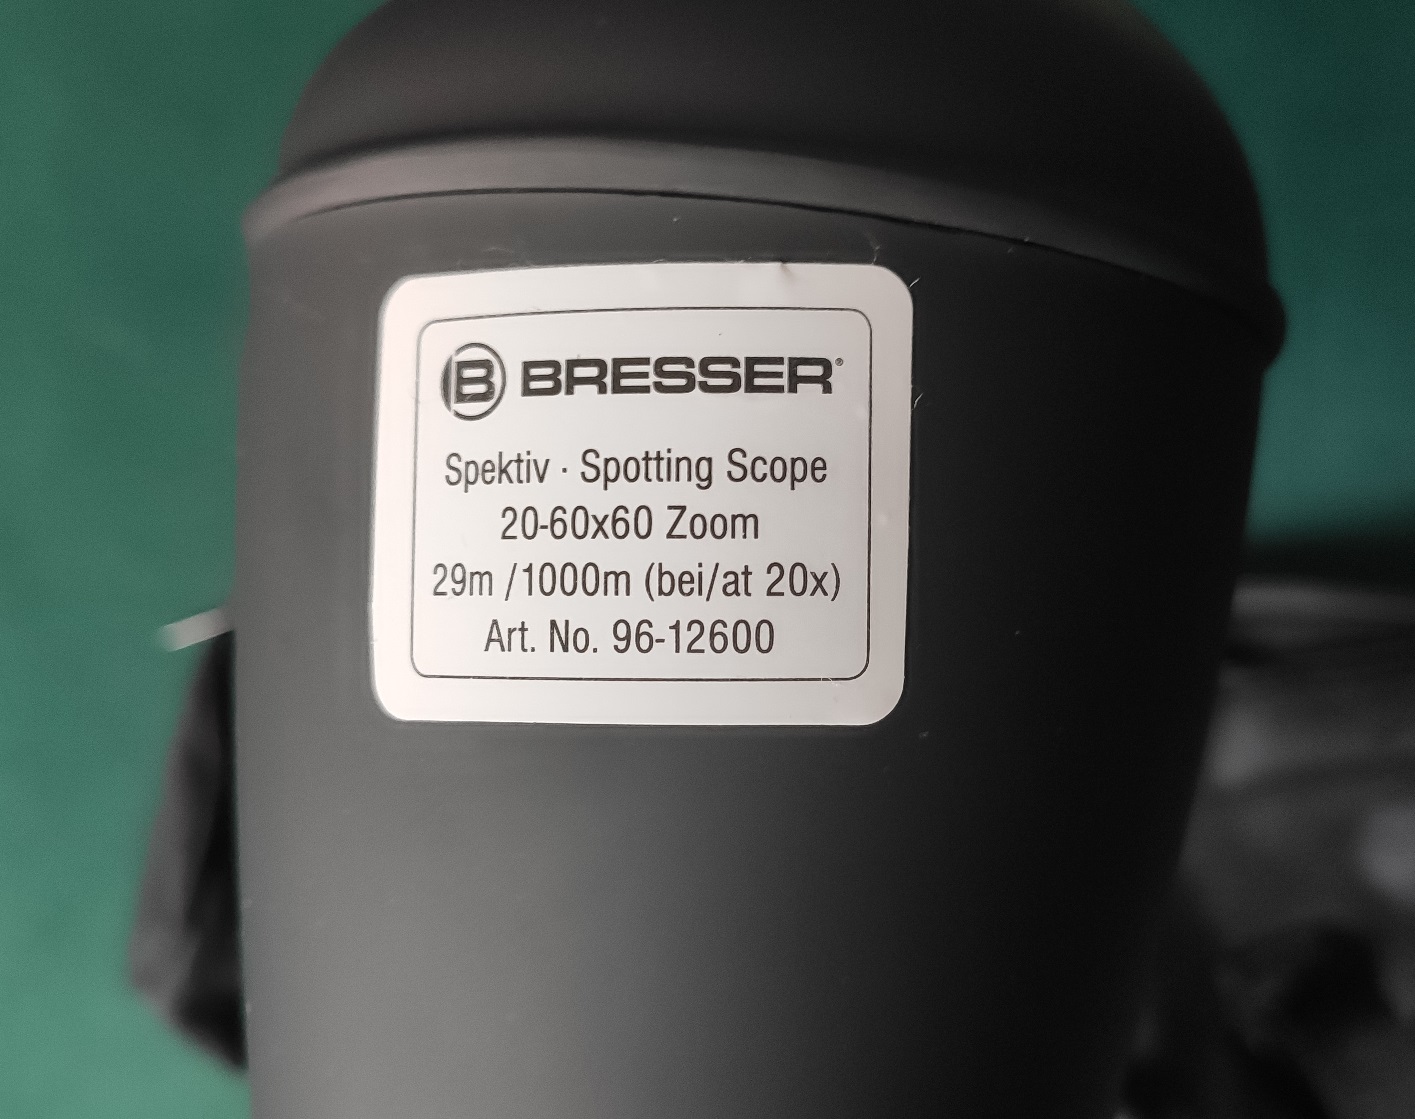 B BRESSER®
Spektiv · Spotting Scope
20-60x60 Zoom
29m /1000m (bei/at 20x)
Art. No. 96-12600